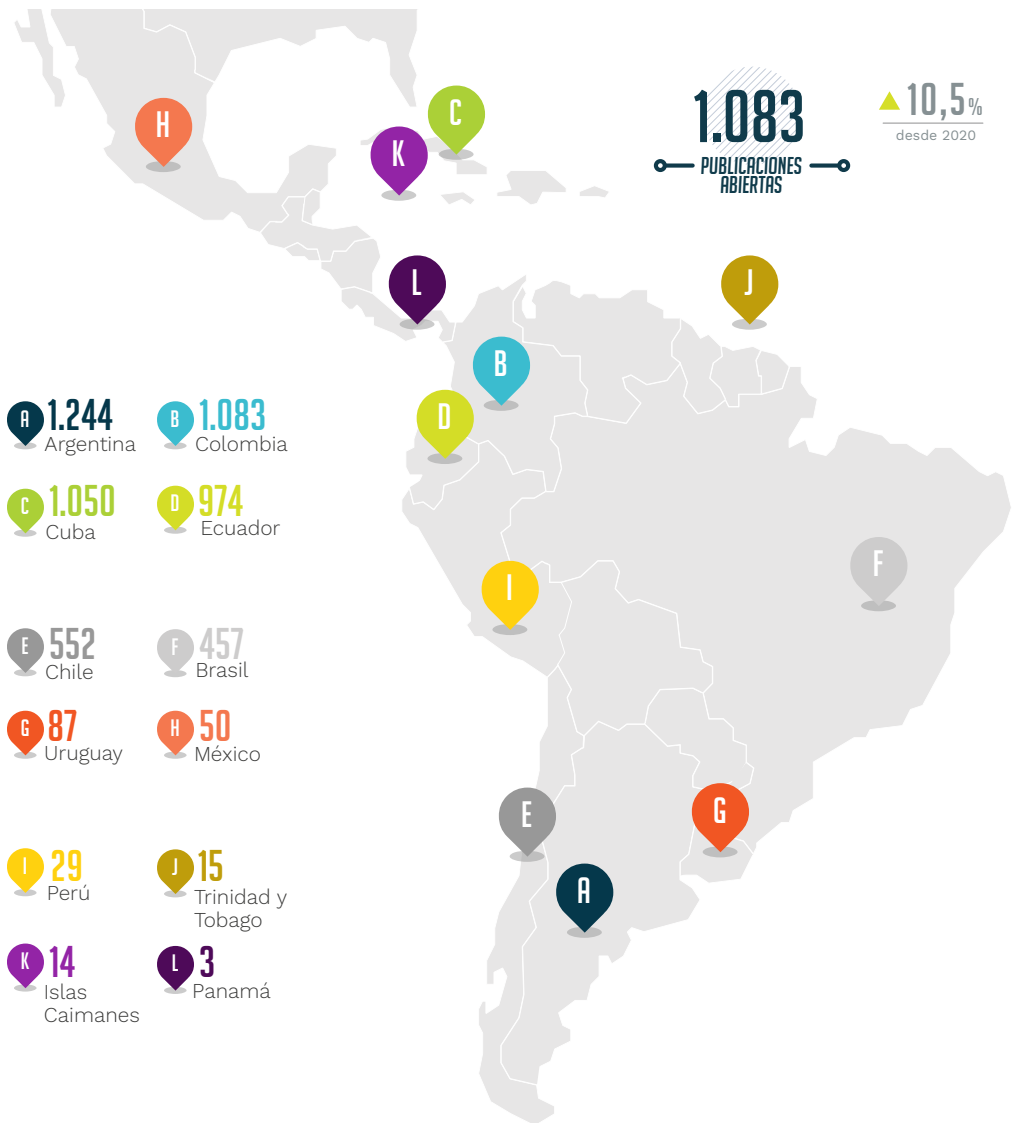 H
C
K
1.083
PUBLICACIONES
ABIERTAS
10,5%
desde 2020
L
J
B
D
I
F
E
G
A
A 1.244
Argentina
B 1.083
Colombia
C 1.050
Cuba
D 974
Ecuador
E 552
Chile
F 457
Brasil
G 87
Uruguay
H 50
México
I 29
Perú
J 15
Trinidad y
Tobago
K 14
Islas
Caimanes
L 3
Panamá